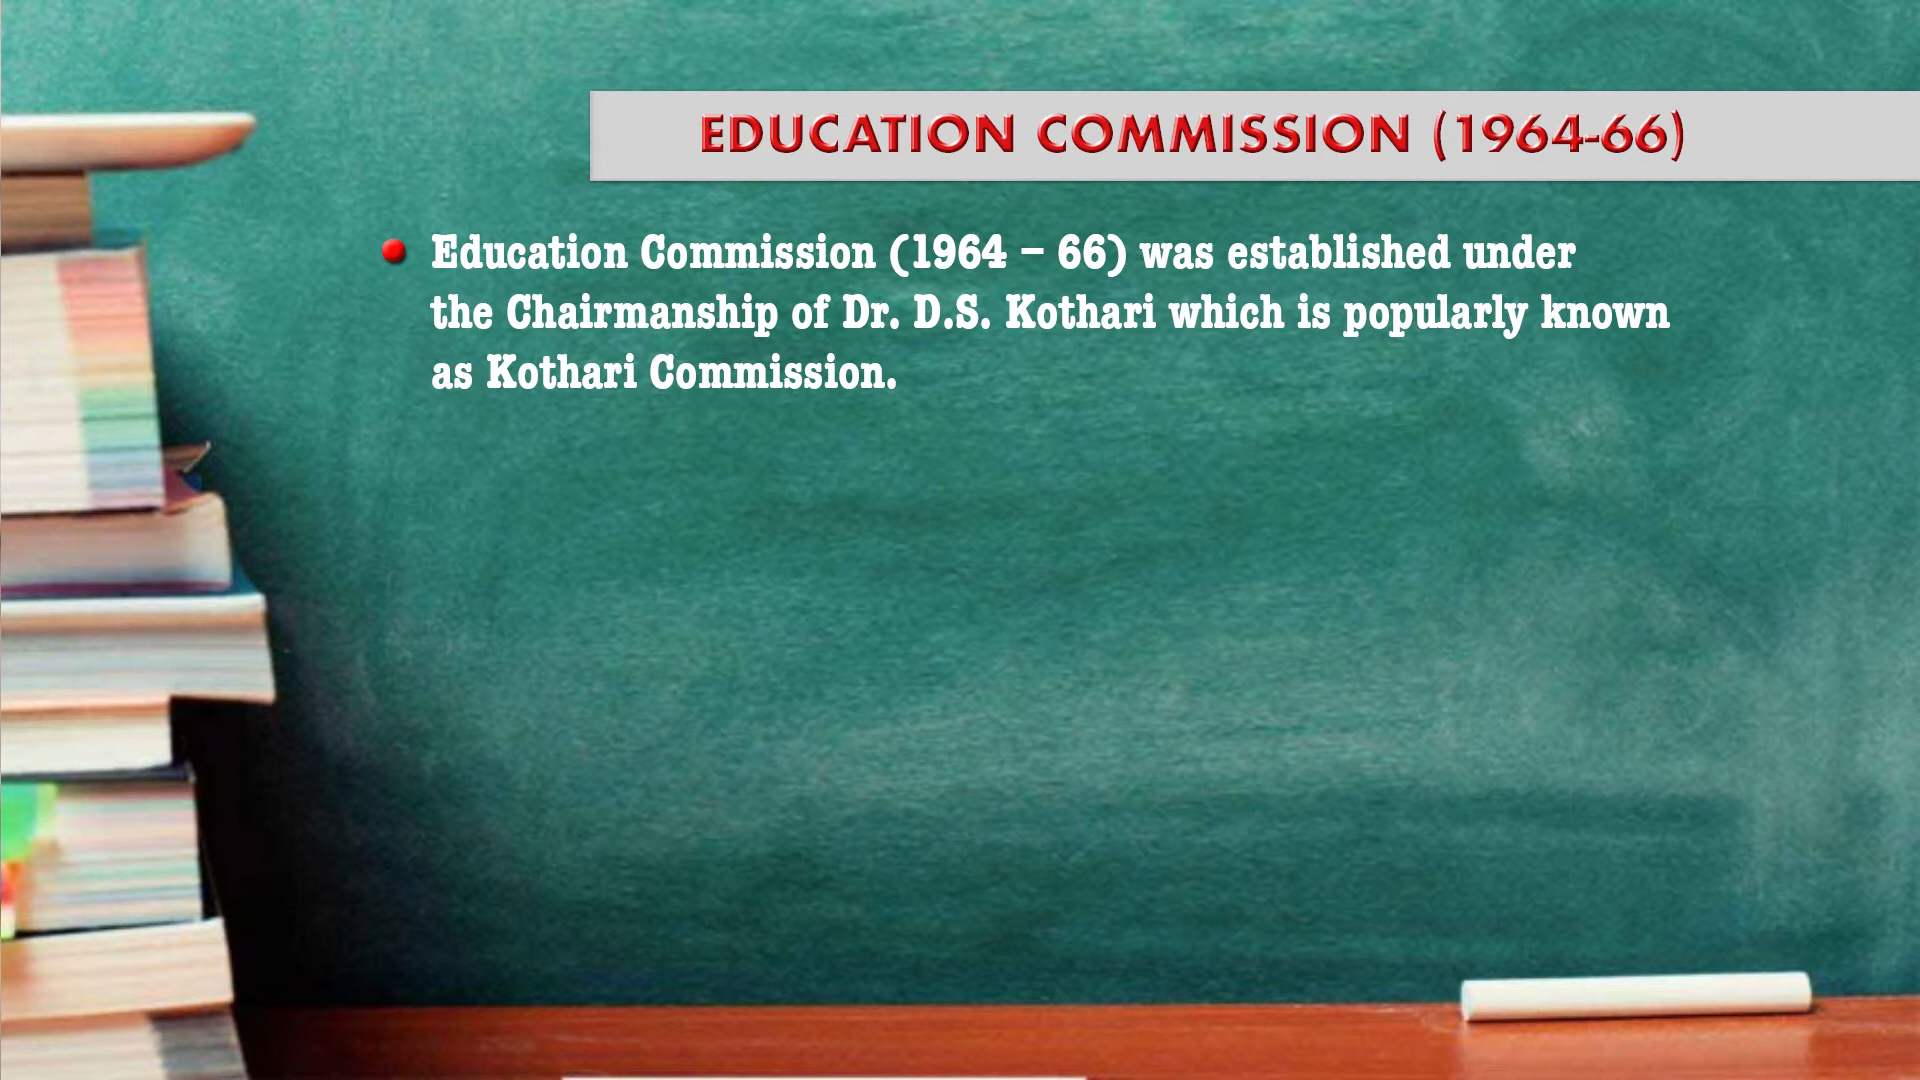 EDUCATION COMMISSION (1964-66)
Education Commission (1964 – 66) was established under
the Chairmanship of Dr. D.S. Kothari which is popularly known
as Kothari Commission.